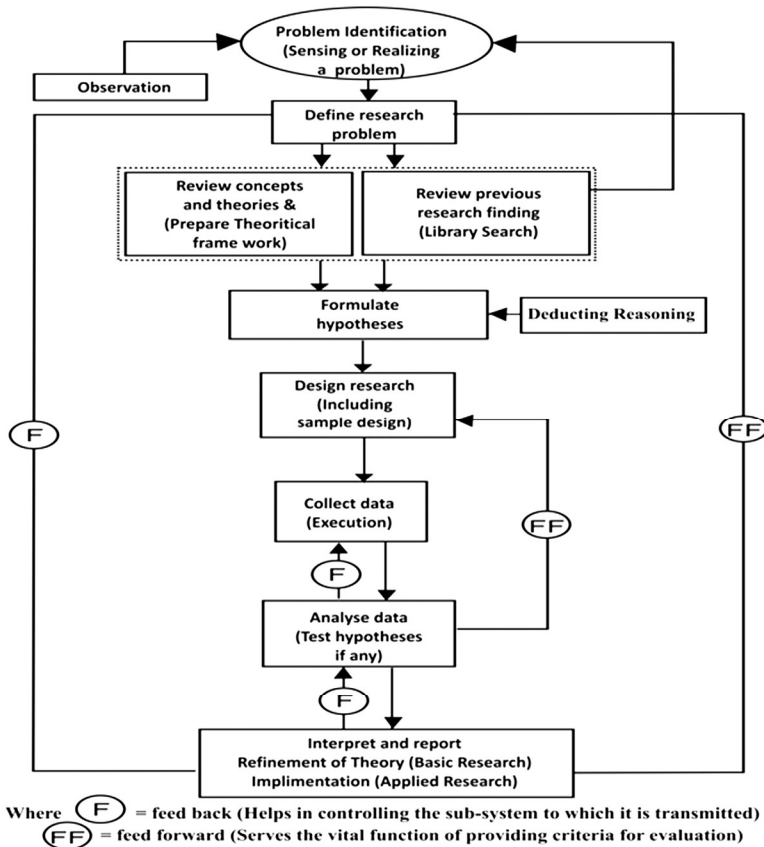 Problem Identification
(Sensing or Realizing
a problem)
Observation
Define research
problem
Review concepts
and theories &
(Prepare Theoritical
frame work)
Review previous
research finding
(Library Search)
Formulate
hypotheses
Deducting Reasoning
Design research
(Including
sample design)
F
FF
Collect data
(Execution)
FF
F
Analyse data
(Test hypotheses
if any)
F
Interpret and report
Refinement of Theory (Basic Research)
Implimentation (Applied Research)
Where F = feed back (Helps in controlling the sub-system to which it is transmitted)
FF = feed forward (Serves the vital function of providing criteria for evaluation)